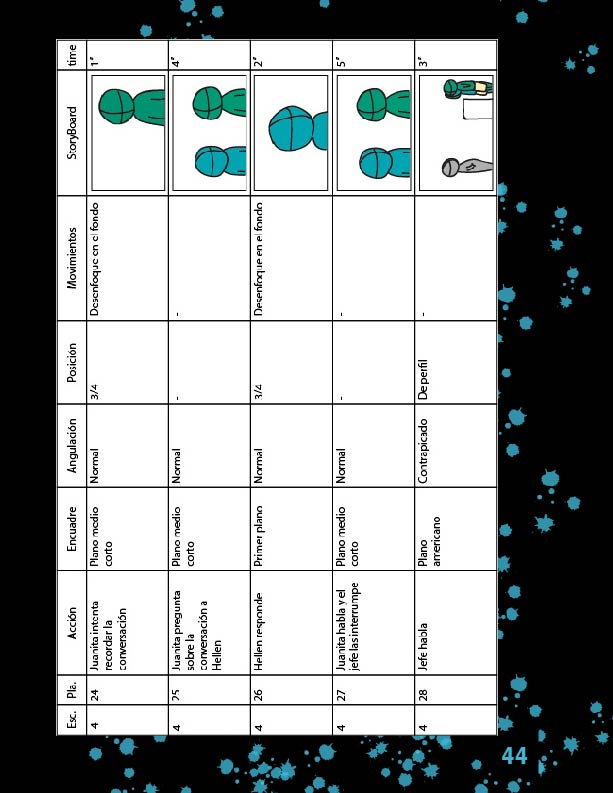 Esc. Pla. Acción Encuadre Angulación Posición Movimientos StoryBoard time
4 24 Juanita intenta recordar la conversación Plano medio corto Normal 3/4 Desenfoque en el fondo 1"
4 25 Juanita pregunta sobre la conversación a Hellen Plano medio corto Normal - - 4"
4 26 Hellen responde Primer plano Normal 3/4 Desenfoque en el fondo 2"
4 27 Juanita habla y el jefe las interrumpe Plano medio corto Normal - - 5"
4 28 Jefe habla Plano americano Contrapicado De perfil - 3"
44